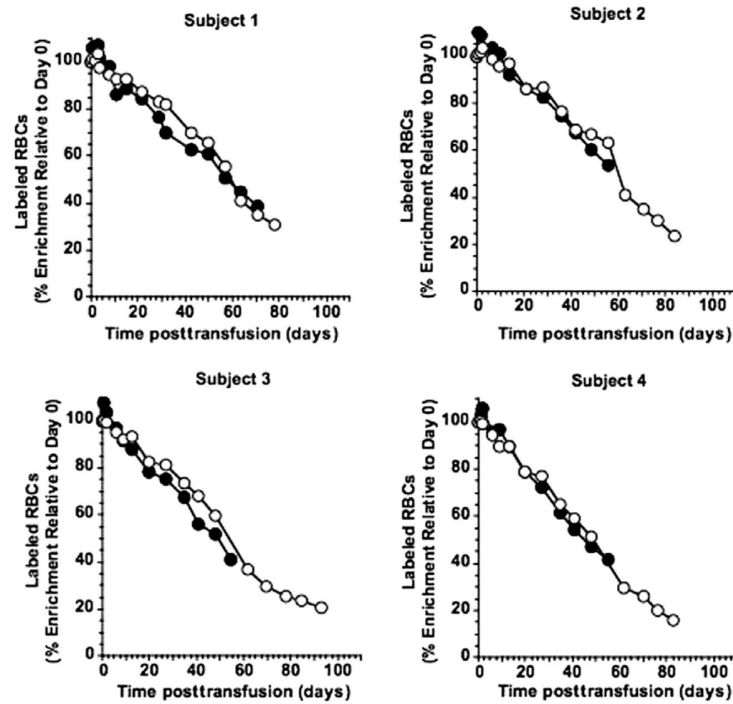 Subject 1
Labeled RBCs
(% Enrichment Relative to Day 0)
100
80
60
40
20
0
0 20 40 60 80 100
Time posttransfusion (days)
Subject 2
Labeled RBCs
(% Enrichment Relative to Day 0)
100
80
60
40
20
0
0 20 40 60 80 100
Time posttransfusion (days)
Subject 3
Labeled RBCs
(% Enrichment Relative to Day 0)
100
80
60
40
20
0
0 20 40 60 80 100
Time posttransfusion (days)
Subject 4
Labeled RBCs
(% Enrichment Relative to Day 0)
100
80
60
40
20
0
0 20 40 60 80 100
Time posttransfusion (days)